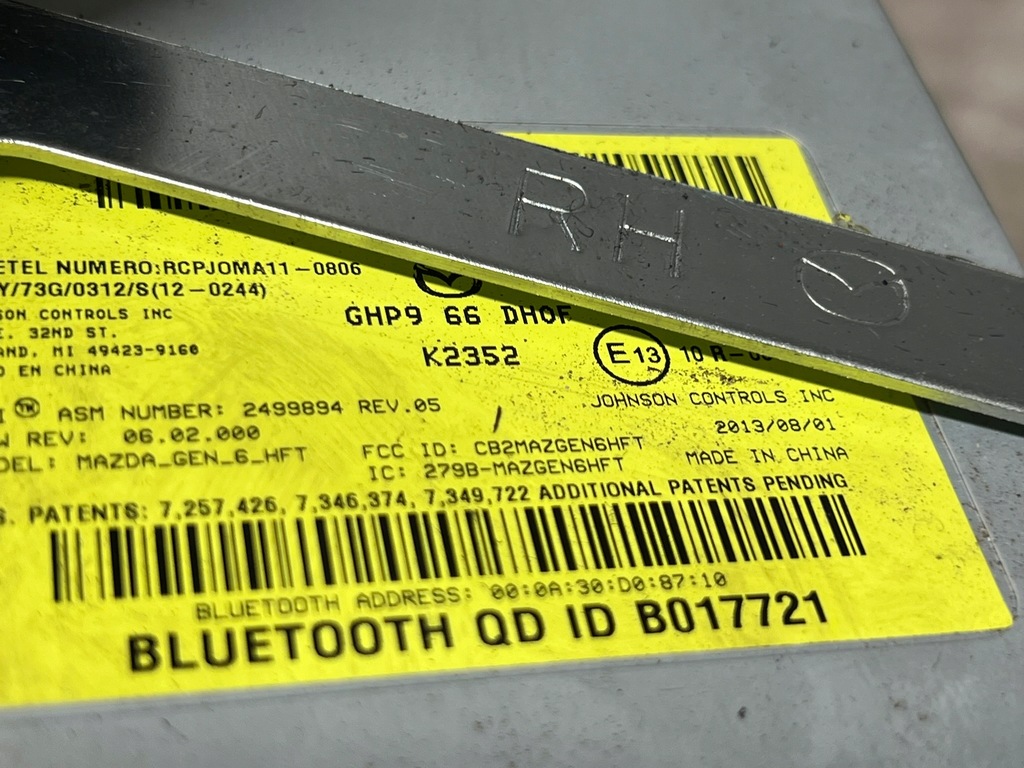 RH
ETEL NUMERO:RCPJOMA11-0806
Y/73G/0312/S(12-0244)
SON CONTROLS INC
E. 32ND ST.
AND, MI 49423-9160
EN CHINA
GHP9 66 DHOF
K2352
E13 10 R-
JOHNSON CONTROLS INC
2013/08/01
MADE IN CHINA
ASM NUMBER: 2499894 REV.05
REV: 06.02.000
DEL: MAZDA_GEN_6_HFT
FCC ID: CB2MAZGEN6HFT
IC: 279B-MAZGEN6HFT
S. PATENTS: 7,257,426, 7,346,374, 7,349,722 ADDITIONAL PATENTS PENDING
BLUETOOTH ADDRESS: 00:0A:30:D0:87:10
BLUETOOTH QD ID B017721